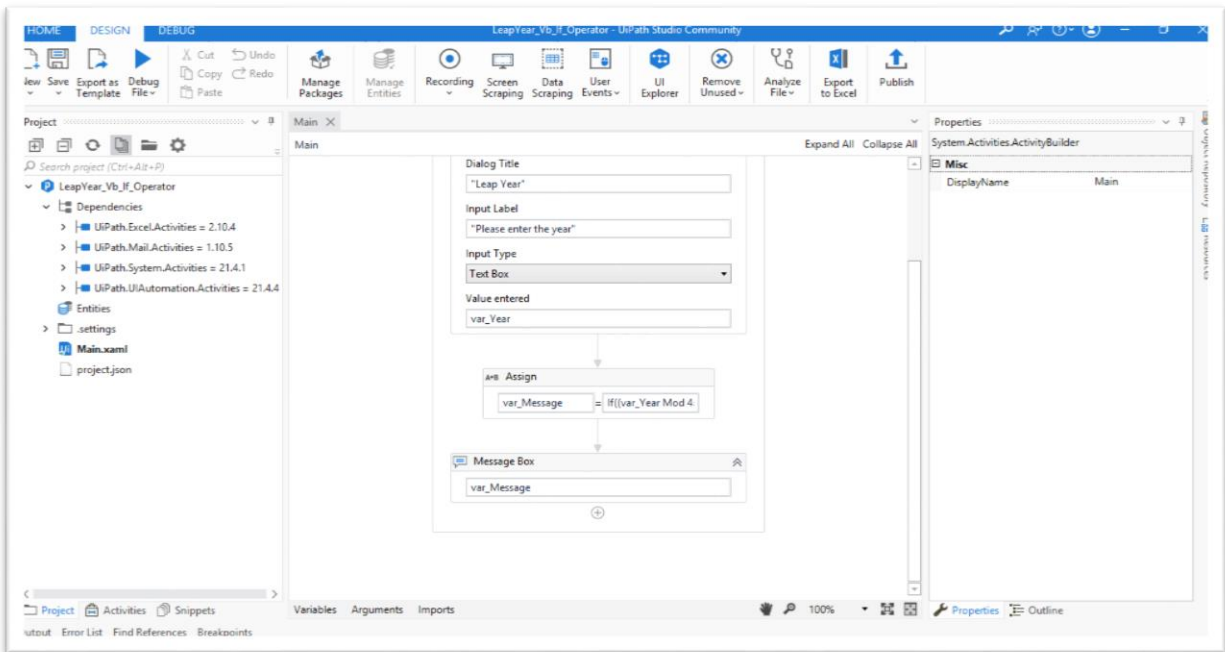 HOME DESIGN DEBUG LeapYear_Vb_If_Operator - UiPath Studio Community
Cut Undo
Copy Redo
Paste
Save Export as Template Debug File
Manage Packages
Manage Entities
Recording
Screen Scraping
Data Scraping
User Events
UI Explorer
Remove Unused
Analyze File
Export to Excel
Publish
Project
Search project (Ctrl+Alt+P)
LeapYear_Vb_If_Operator
Dependencies
UiPath.Excel.Activities = 2.10.4
UiPath.Mail.Activities = 1.10.5
UiPath.System.Activities = 21.4.1
UiPath.UIAutomation.Activities = 21.4.4
Entities
.settings
Main.xaml
project.json
Project Activities Snippets
Main
Main Expand All Collapse All
Dialog Title
"Leap Year"
Input Label
"Please enter the year"
Input Type
Text Box
Value entered
var_Year
A+B Assign
var_Message = If((var_Year Mod 4
Message Box
var_Message
Variables Arguments Imports 100%
Properties
System.Activities.ActivityBuilder
Misc
DisplayName Main
Properties Outline
Error List Find References Breakpoints